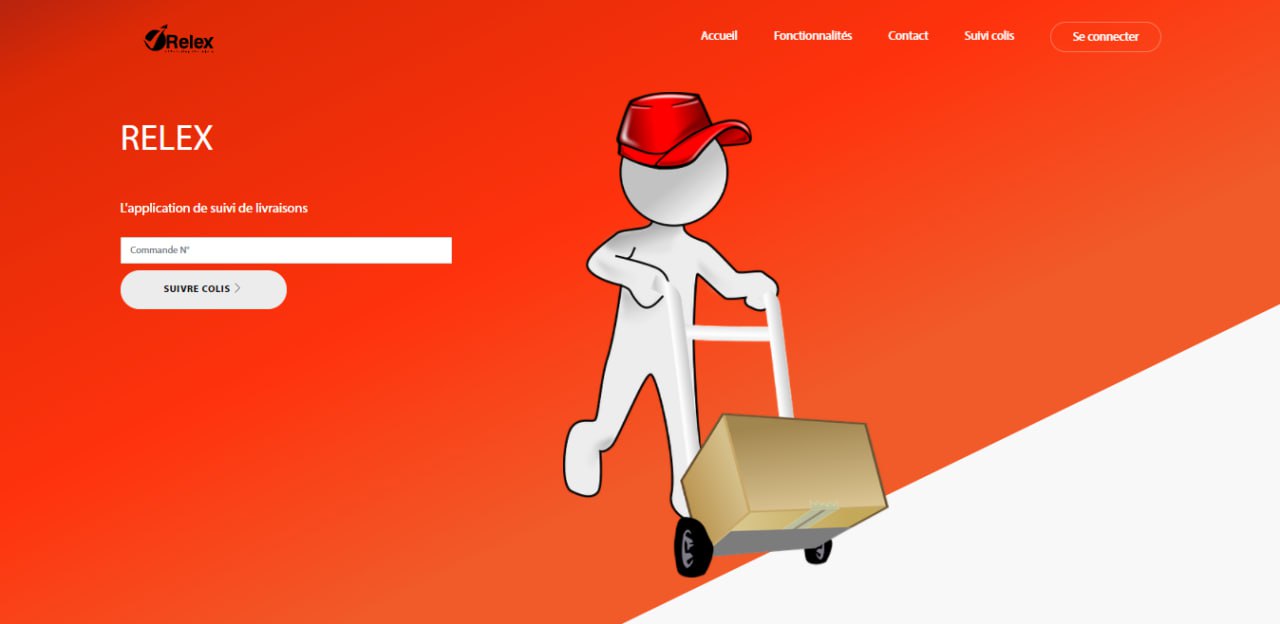 Relex
Accueil
Fonctionnalités
Contact
Suivi colis
Se connecter
RELEX
L'application de suivi de livraisons
Commande N°
SUIVRE COLIS